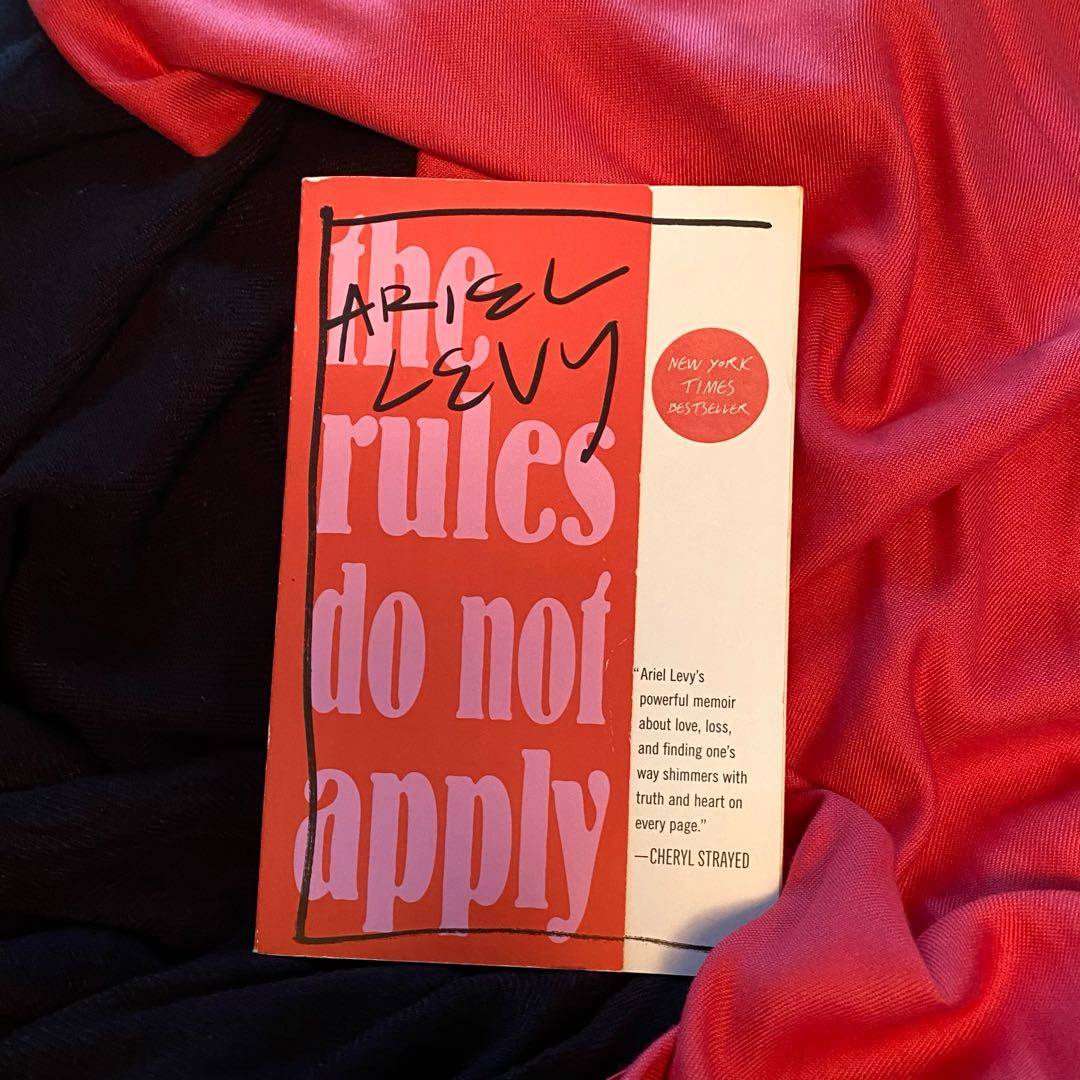 the
ARIEL
LEVY
rules
do not
apply
NEW YORK
TIMES
BESTSELLER
“Ariel Levy’s
powerful memoir
about love, loss,
and finding one’s
way shimmers with
truth and heart on
every page.”
—CHERYL STRAYED